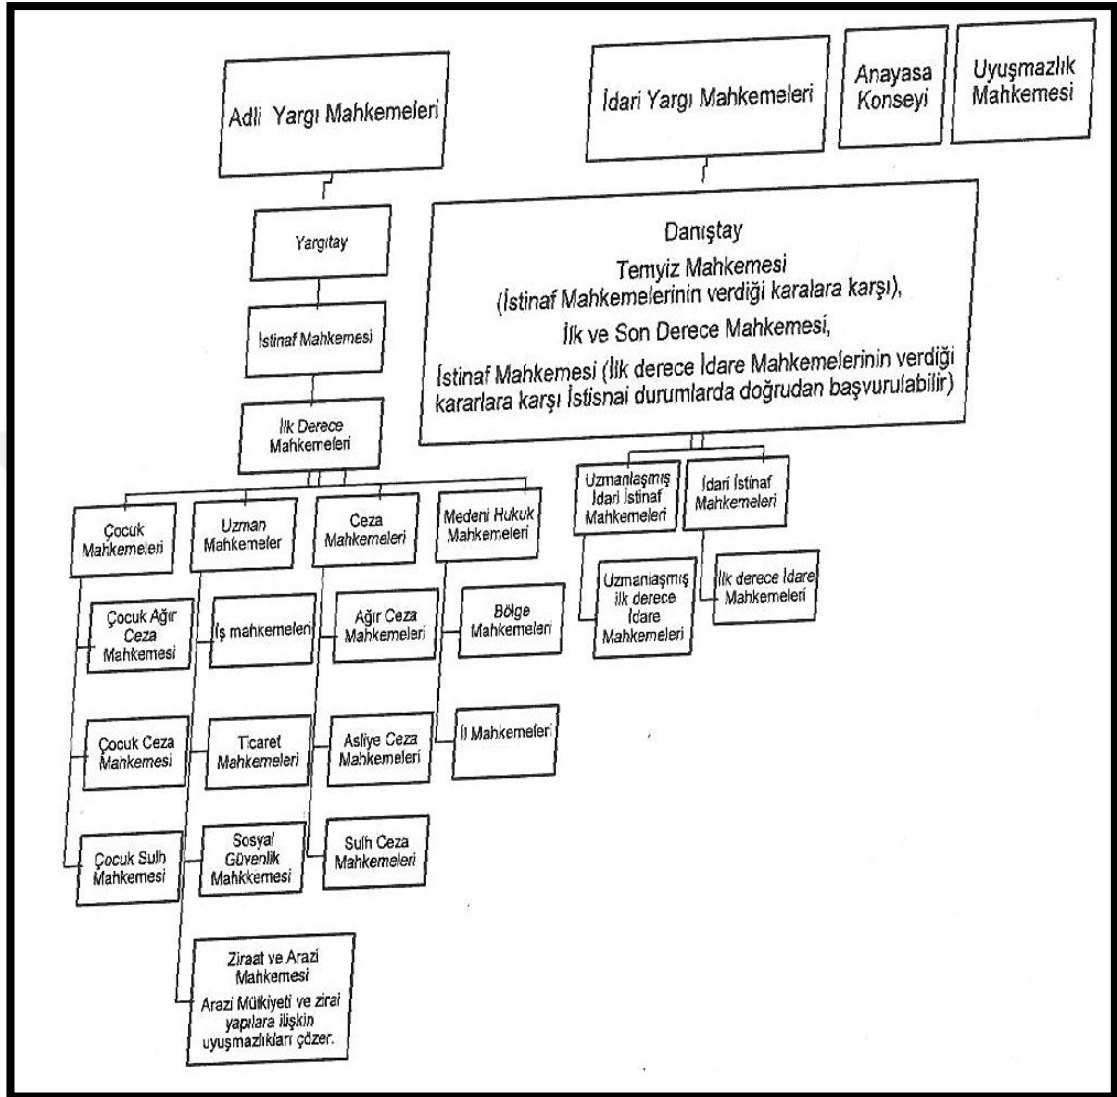 Adli Yargı Mahkemeleri
İdari Yargı Mahkemeleri
Anayasa
Konseyi
Uyuşmazlık
Mahkemesi
Yargıtay
İstinaf Mahkemesi
İlk Derece
Mahkemeleri
Danıştay
Temyiz Mahkemesi
(İstinaf Mahkemelerinin verdiği karalara karşı),
İlk ve Son Derece Mahkemesi,
İstinaf Mahkemesi (İlk derece İdare Mahkemelerinin verdiği
kararlara karşı İstisnai durumlarda doğrudan başvurulabilir)
Çocuk
Mahkemeleri
Uzman
Mahkemeler
Ceza
Mahkemeleri
Medeni Hukuk
Mahkemeleri
Uzmanlaşmış
İdari İstinaf
Mahkemeleri
İdari İstinaf
Mahkemeleri
Çocuk Ağır
Ceza
Mahkemesi
İş mahkemeleri
Ağır Ceza
Mahkemeleri
Bölge
Mahkemeleri
Uzmanlaşmış
ilk derece
İdare
Mahkemeleri
İlk derece İdare
Mahkemeleri
Çocuk Ceza
Mahkemesi
Ticaret
Mahkemeleri
Asliye Ceza
Mahkemeleri
İl Mahkemeleri
Çocuk Sulh
Mahkemesi
Sosyal
Güvenlik
Mahkkemesi
Sulh Ceza
Mahkemeleri
Ziraat ve Arazi
Mahkemesi
Arazi Mülkiyeti ve zirai
yapılara ilişkin
uyuşmazlıkları çözer.